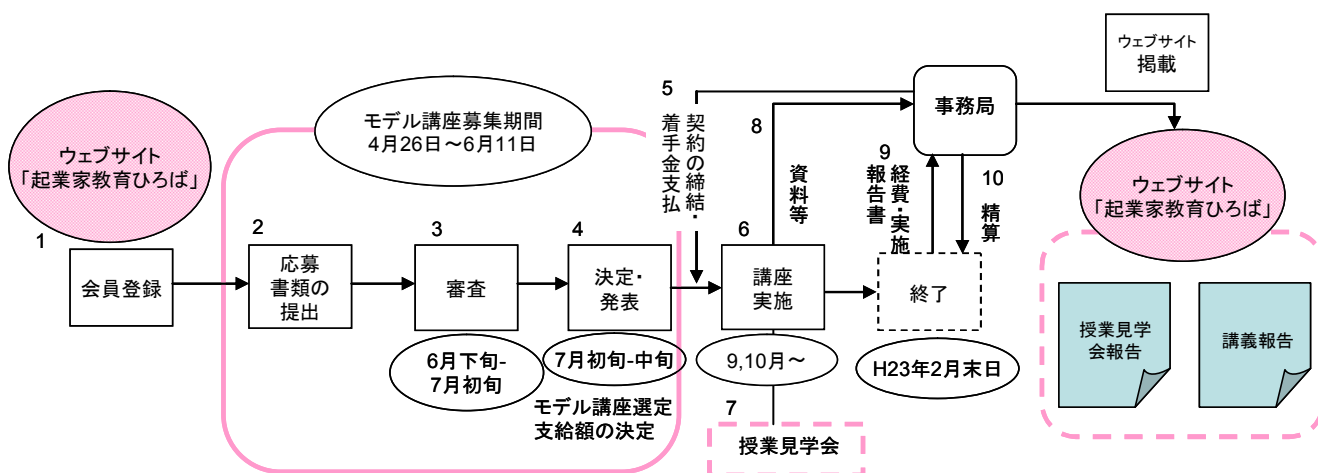 ウェブサイト
「起業家教育ひろば」
1
会員登録
モデル講座募集期間
4月26日～6月11日
2
応募
書類の
提出
3
審査
6月下旬-
7月初旬
4
決定・
発表
7月初旬-中旬
モデル講座選定
支給額の決定
5
契約の締結・
着手金支払
6
講座
実施
9,10月～
7
授業見学会
8
資料等
9
経費・実施
報告書
10
精算
事務局
終了
H23年2月末日
ウェブサイト
掲載
ウェブサイト
「起業家教育ひろば」
授業見学
会報告
講義報告